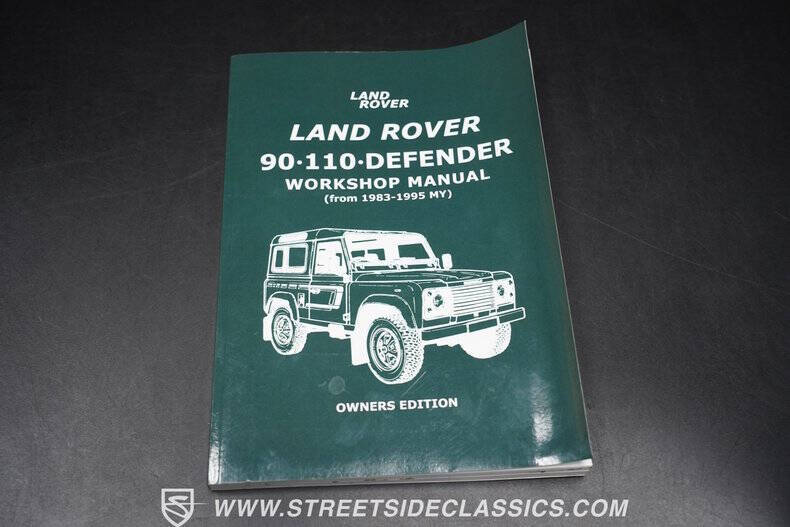 LAND
ROVER
LAND ROVER
90·110·DEFENDER
WORKSHOP MANUAL
(from 1983-1995 MY)
OWNERS EDITION
WWW.STREETSIDECLASSICS.COM